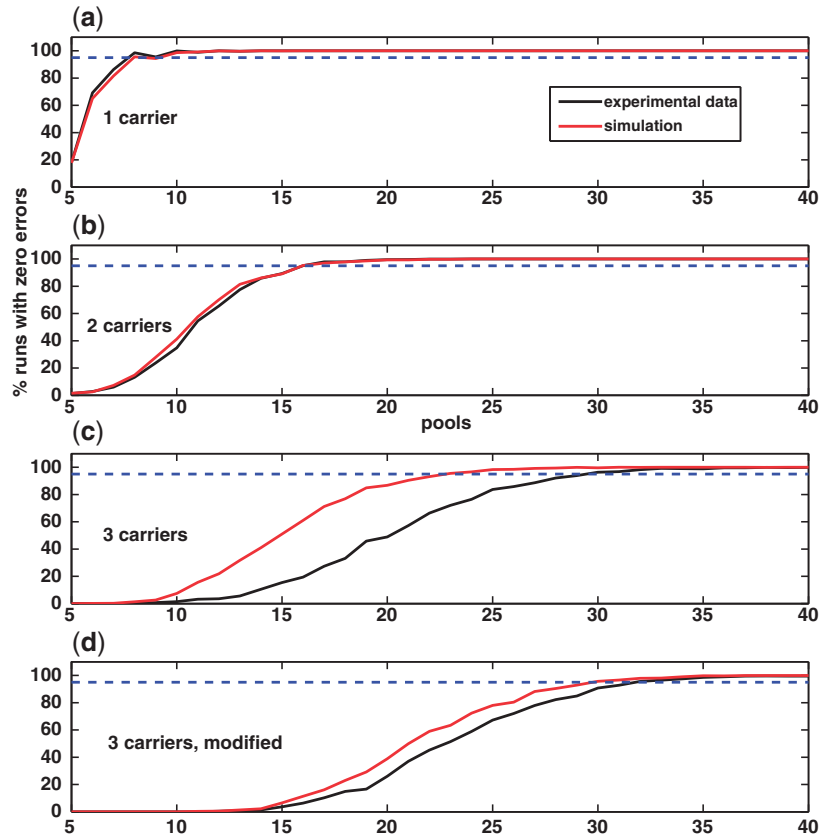 (a)
100
80
60
40
20
1 carrier
experimental data
simulation
5 10 15 20 25 30 35 40
% runs with zero errors
(b)
100
80
60
40
20
0
2 carriers
5 10 15 20 25 30 35 40
pools
(c)
100
80
60
40
20
0
3 carriers
5 10 15 20 25 30 35 40
(d)
100
80
60
40
20
0
3 carriers, modified
5 10 15 20 25 30 35 40